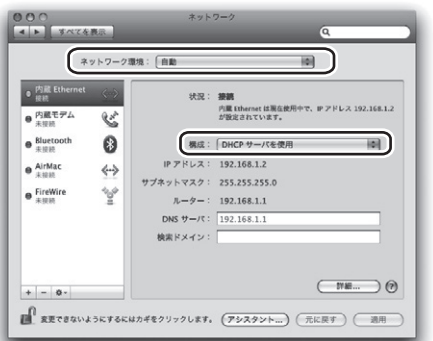 ネットワーク
すべてを表示
ネットワーク環境： 自動
内蔵 Ethernet
接続
内蔵モデム
未接続
Bluetooth
未接続
AirMac
未接続
FireWire
未接続
状況： 接続
内蔵 Ethernet は現在使用中で、IP アドレス 192.168.1.2
が設定されています。
構成： DHCP サーバを使用
IP アドレス： 192.168.1.2
サブネットマスク： 255.255.255.0
ルーター： 192.168.1.1
DNS サーバ： 192.168.1.1
検索ドメイン：
詳細... ?
+ −
変更できないようにするにはカギをクリックします。 アシスタント... 元に戻す 適用